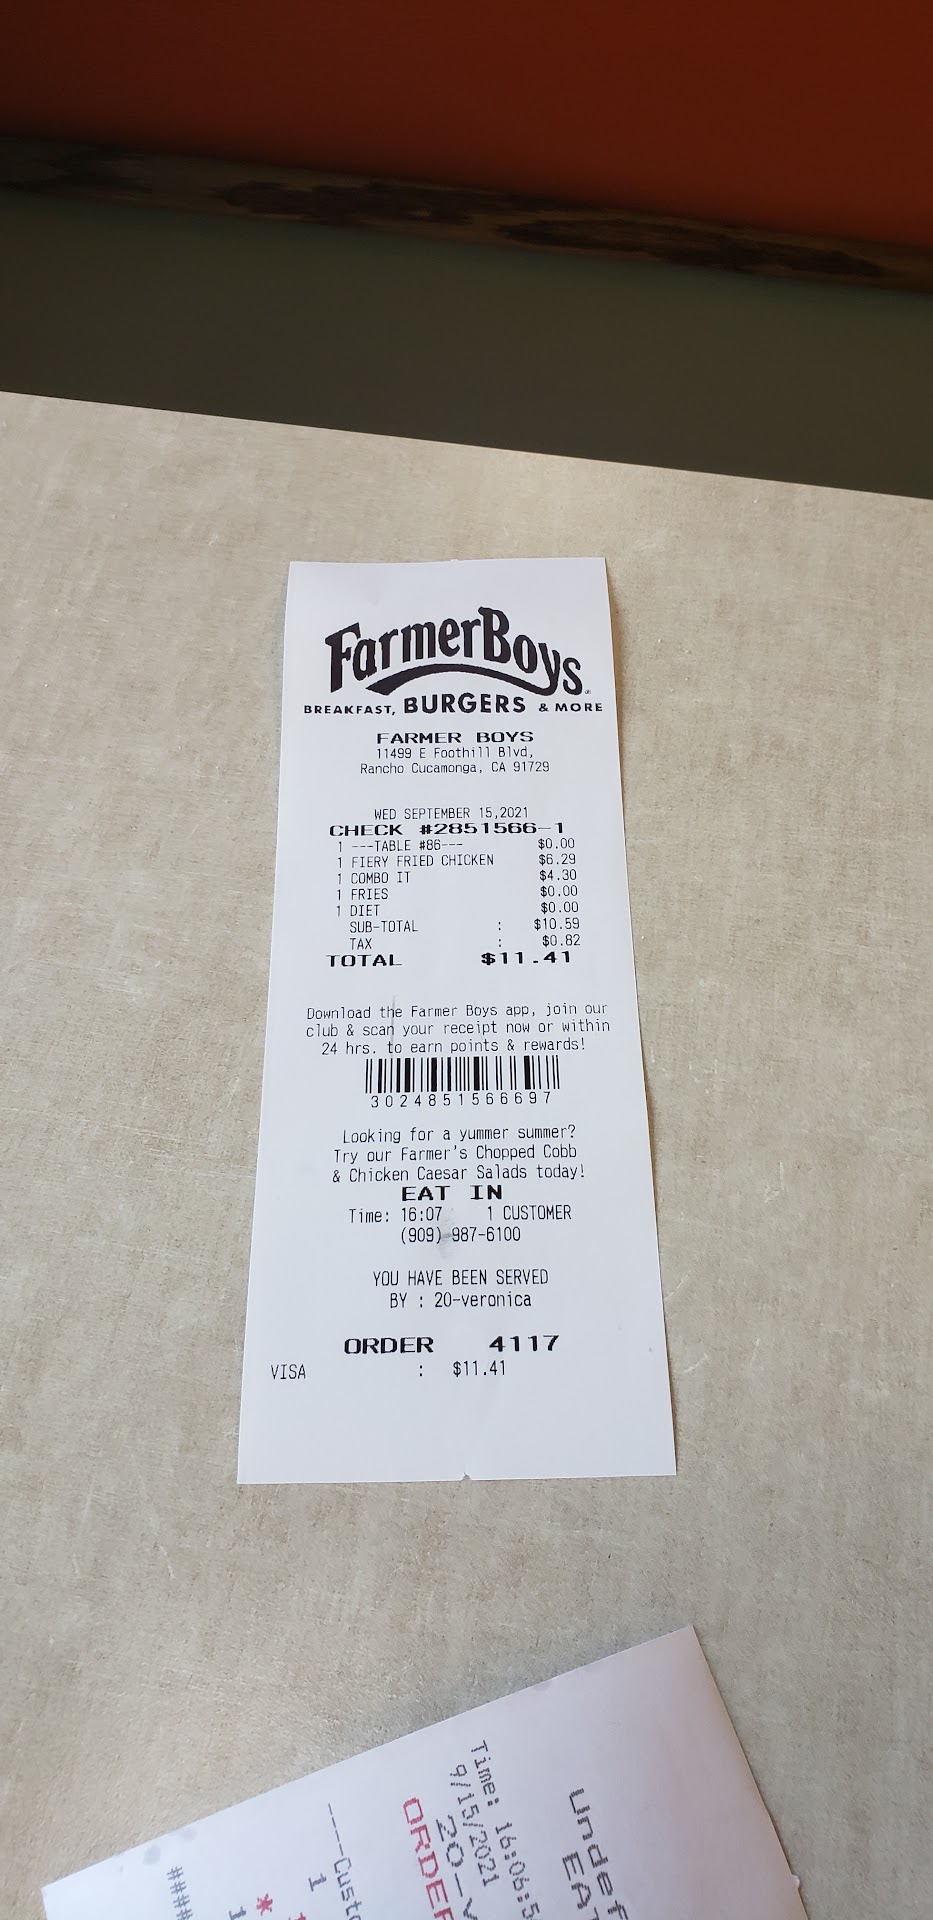 FarmerBoys
BREAKFAST, BURGERS & MORE
FARMER BOYS
11499 E Foothill Blvd,
Rancho Cucamonga, CA 91729
WED SEPTEMBER 15,2021
CHECK #2851566-1
1 ---TABLE #86--- $0.00
1 FIERY FRIED CHICKEN $6.29
1 COMBO IT $4.30
1 FRIES $0.00
1 DIET $0.00
SUB-TOTAL : $10.59
TAX : $0.82
TOTAL $11.41
Download the Farmer Boys app, join our
club & scan your receipt now or within
24 hrs. to earn points & rewards!
3024851566697
Looking for a yummer summer?
Try our Farmer's Chopped Cobb
& Chicken Caesar Salads today!
EAT IN
Time: 16:07 1 CUSTOMER
(909)-987-6100
YOU HAVE BEEN SERVED
BY : 20-veronica
ORDER 4117
VISA : $11.41
Time: 16:06:5
9/15/2021
20-V
ORDER
----Custo
1
*
1
####